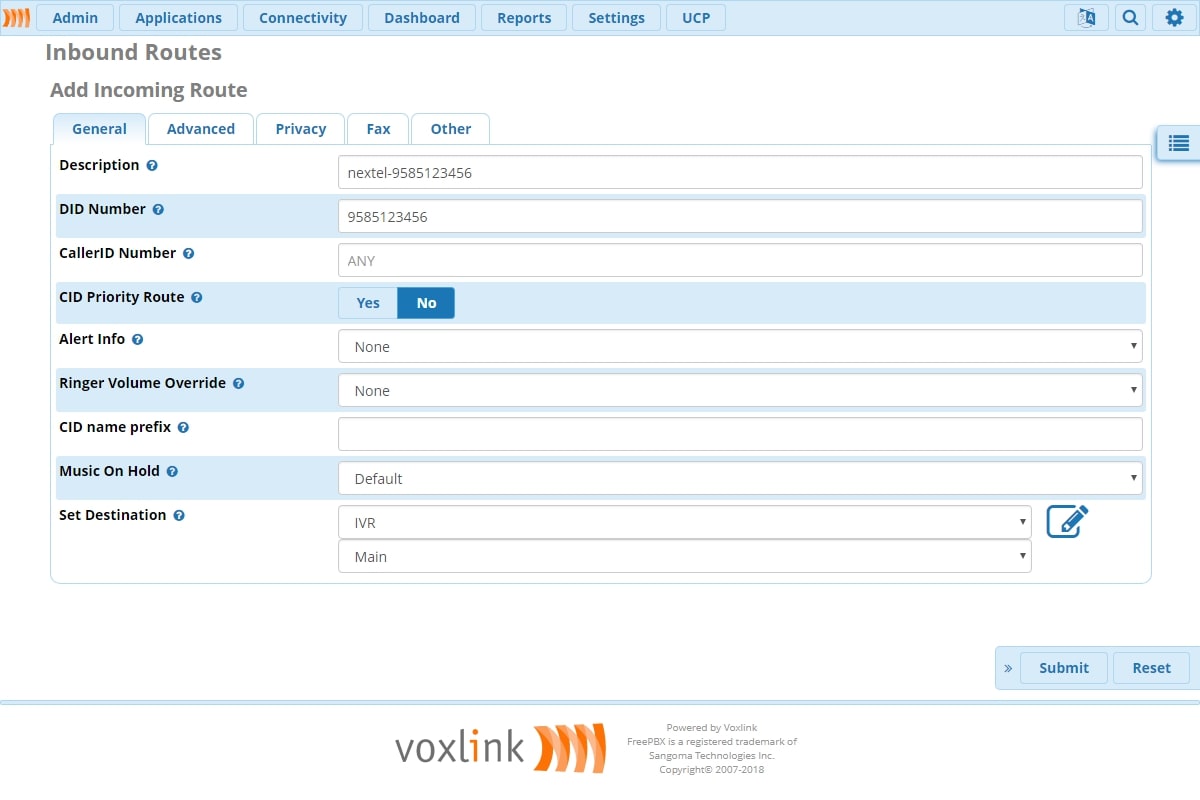 Admin Applications Connectivity Dashboard Reports Settings UCP
Inbound Routes
Add Incoming Route
General Advanced Privacy Fax Other
Description
nextel-9585123456
DID Number
9585123456
CallerID Number
ANY
CID Priority Route
Yes No
Alert Info
None
Ringer Volume Override
None
CID name prefix
Music On Hold
Default
Set Destination
IVR
Main
» Submit Reset
voxlink
Powered by Voxlink
FreePBX is a registered trademark of
Sangoma Technologies Inc.
Copyright© 2007-2018